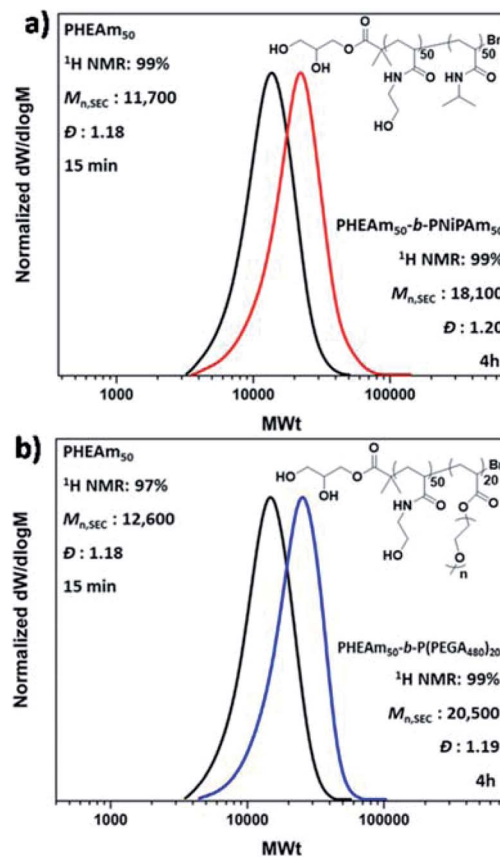 a)
PHEAm₅₀
¹H NMR: 99%
Mn,SEC : 11,700
Đ : 1.18
15 min
HO
OH
O
O
50
50
Br
HN
O
HN
O
HO
PHEAm₅₀-b-PNiPAm₅₀
¹H NMR: 99%
Mn,SEC : 18,100
Đ : 1.20
4h
Normalized dW/dlogM
1000
10000
100000
MWt
b)
PHEAm₅₀
¹H NMR: 97%
Mn,SEC : 12,600
Đ : 1.18
15 min
HO
OH
O
O
50
20
Br
HN
O
O
O
HO
O
n
PHEAm₅₀-b-P(PEGA₄₈₀)₂₀
¹H NMR: 99%
Mn,SEC : 20,500
Đ : 1.19
4h
Normalized dW/dlogM
1000
10000
100000
MWt